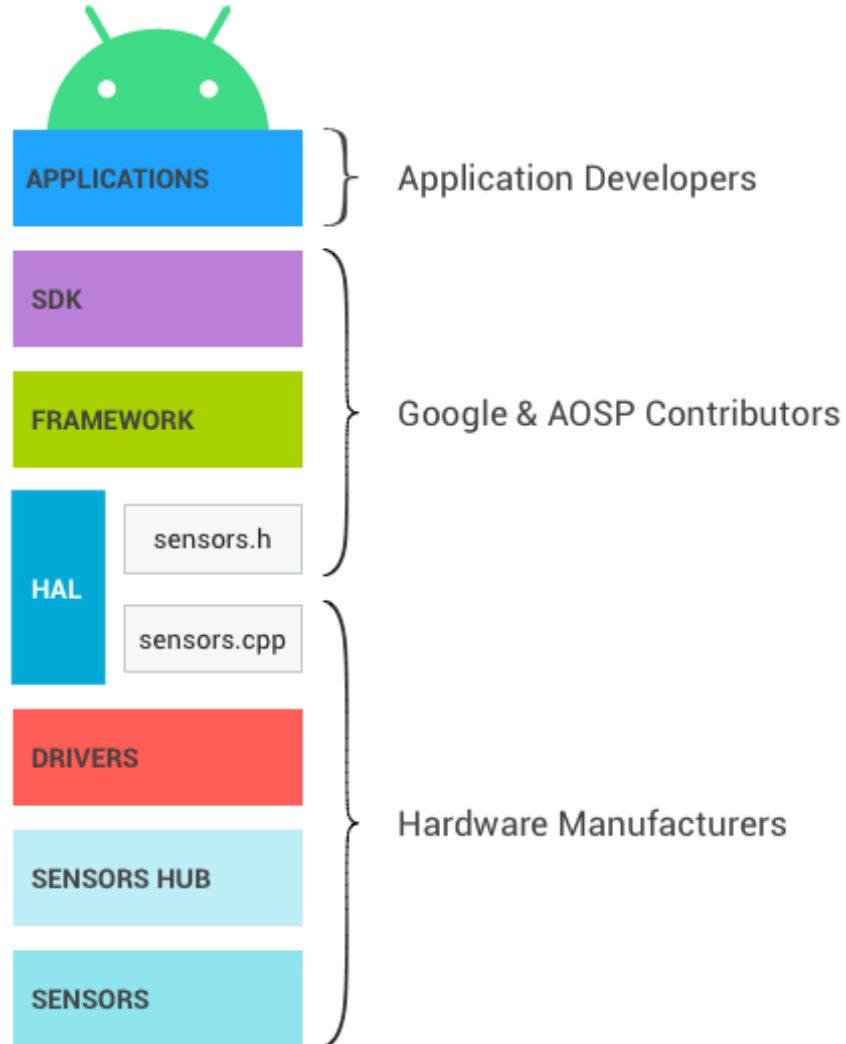 APPLICATIONS
Application Developers
SDK
FRAMEWORK
Google & AOSP Contributors
HAL
sensors.h
sensors.cpp
DRIVERS
Hardware Manufacturers
SENSORS HUB
SENSORS